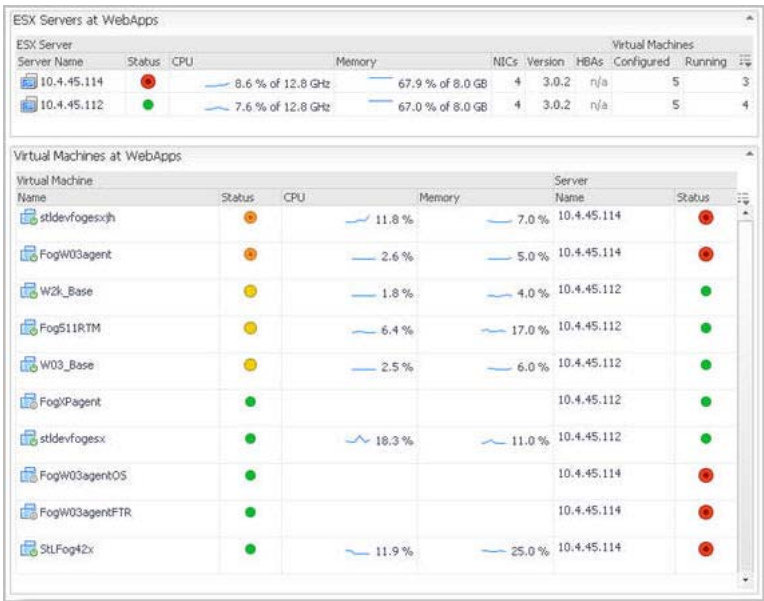 ESX Servers at WebApps
ESX Server Virtual Machines
Server Name Status CPU Memory NICs Version HBAs Configured Running
10.4.45.114 8.6 % of 12.8 GHz 67.9 % of 8.0 GB 4 3.0.2 n/a 5 3
10.4.45.112 7.6 % of 12.8 GHz 67.0 % of 8.0 GB 4 3.0.2 n/a 5 4
Virtual Machines at WebApps
Virtual Machine Server
Name Status CPU Memory Name Status
stldevfogesxjh 11.8 % 7.0 % 10.4.45.114
FogW03agent 2.6 % 5.0 % 10.4.45.114
W2k_Base 1.8 % 4.0 % 10.4.45.112
Fog511RTM 6.4 % 17.0 % 10.4.45.112
W03_Base 2.5 % 6.0 % 10.4.45.112
FogXPagent 10.4.45.112
stldevfogesx 18.3 % 11.0 % 10.4.45.112
FogW03agentOS 10.4.45.114
FogW03agentFTR 10.4.45.114
StLFog42x 11.9 % 25.0 % 10.4.45.114